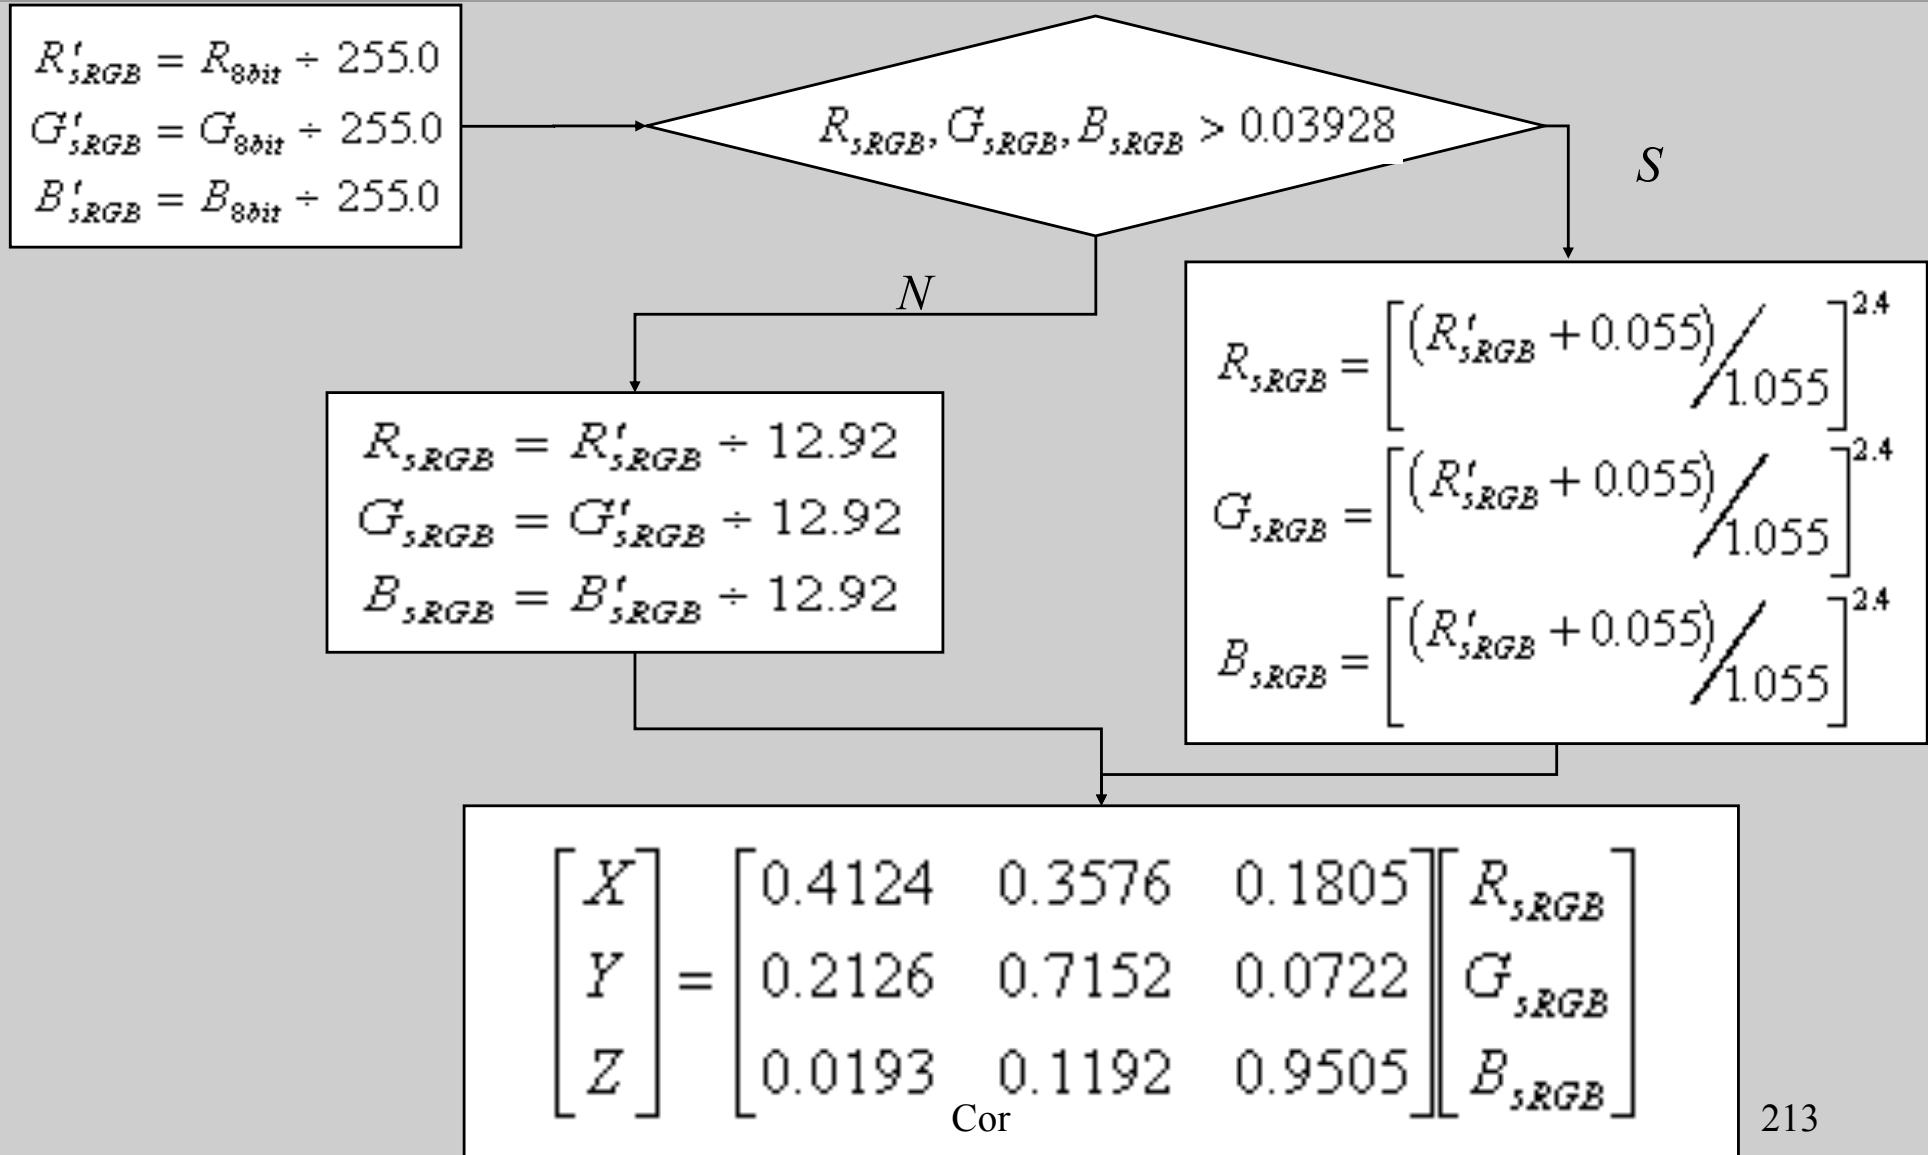 R'sRGB = R8bit ÷ 255.0
G'sRGB = G8bit ÷ 255.0
B'sRGB = B8bit ÷ 255.0
RsRGB, GsRGB, BsRGB > 0.03928
S
N
RsRGB = R'sRGB ÷ 12.92
GsRGB = G'sRGB ÷ 12.92
BsRGB = B'sRGB ÷ 12.92
RsRGB = [(R'sRGB + 0.055)/1.055]^2.4
GsRGB = [(R'sRGB + 0.055)/1.055]^2.4
BsRGB = [(R'sRGB + 0.055)/1.055]^2.4
[X] [0.4124 0.3576 0.1805][RsRGB]
[Y] = [0.2126 0.7152 0.0722][GsRGB]
[Z] [0.0193 0.1192 0.9505][BsRGB]
Cor
213